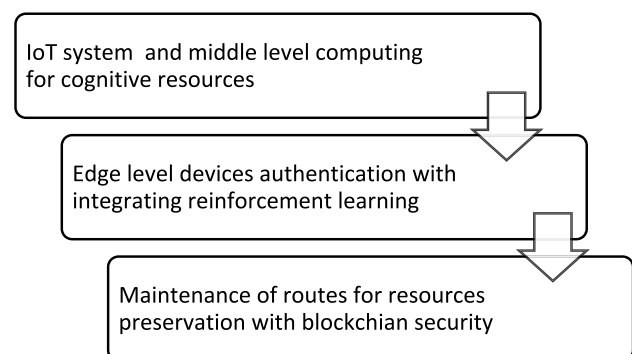 IoT system  and middle level computing
for cognitive resources
Edge level devices authentication with
integrating reinforcement learning
Maintenance of routes for resources
preservation with blockchian security